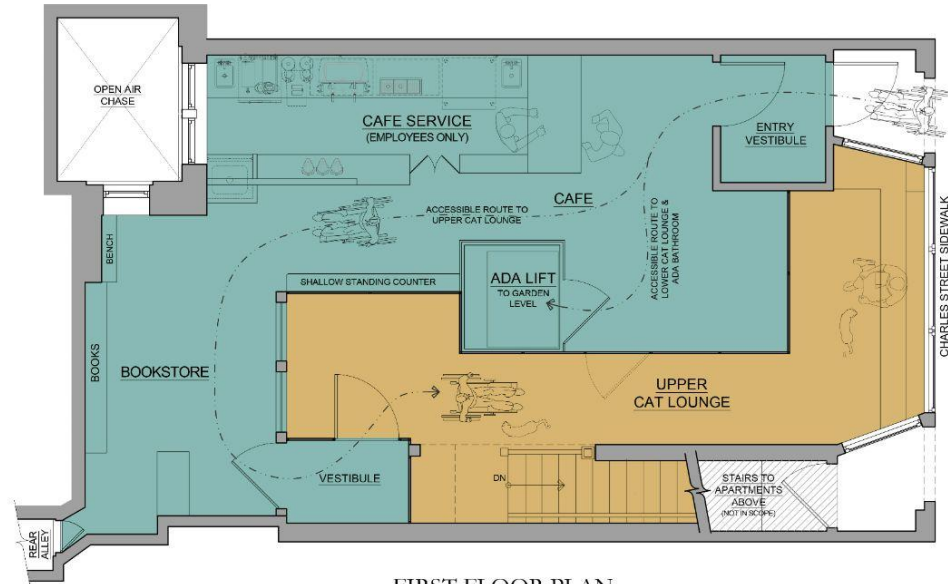 OPEN AIR
CHASE
CAFE SERVICE
(EMPLOYEES ONLY)
ENTRY
VESTIBULE
CAFE
ACCESSIBLE ROUTE TO
UPPER CAT LOUNGE
ACCESSIBLE ROUTE TO
LOWER CAT LOUNGE &
ADA BATHROOM
BENCH
SHALLOW STANDING COUNTER
ADA LIFT
TO GARDEN
LEVEL
CHARLES STREET SIDEWALK
BOOKS
BOOKSTORE
UPPER
CAT LOUNGE
VESTIBULE
DN
STAIRS TO
APARTMENTS
ABOVE
(NOT IN SCOPE)
REAR
ALLEY
FIRST FLOOR PLAN